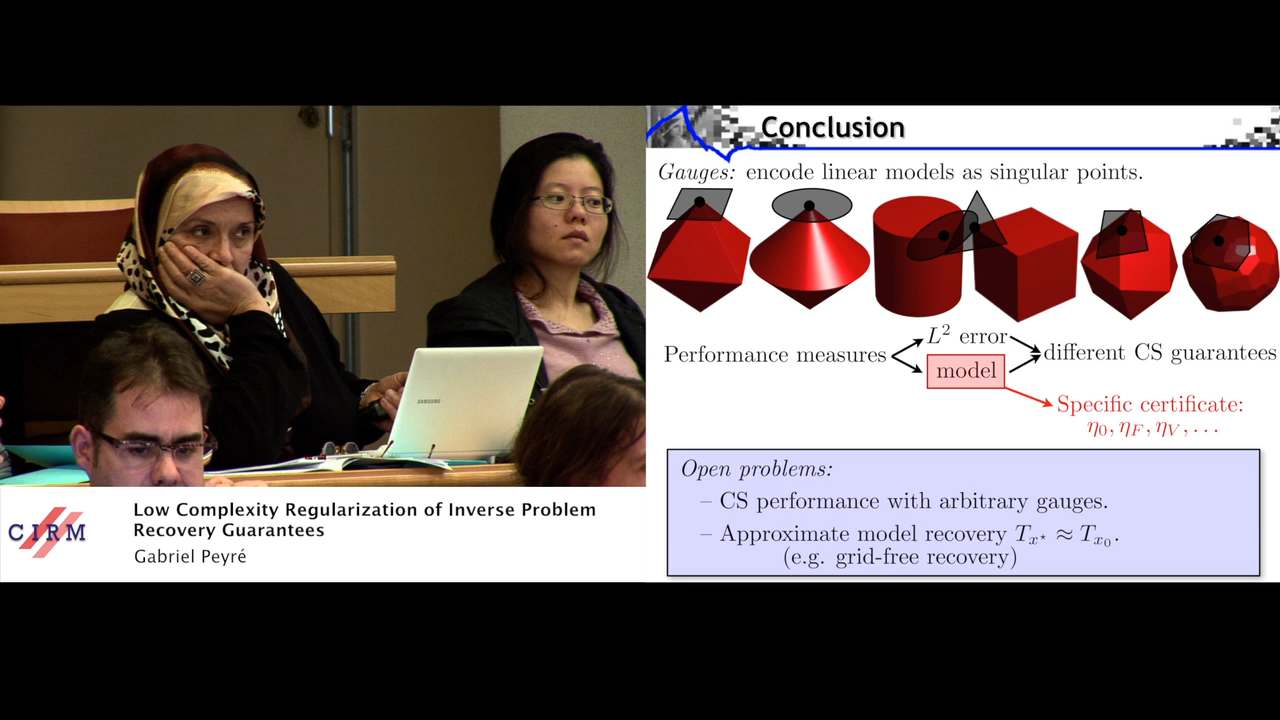 SAMSUNG
CIRM
Low Complexity Regularization of Inverse Problem
Recovery Guarantees
Gabriel Peyré
Conclusion
Gauges: encode linear models as singular points.
Performance measures
L² error
model
different CS guarantees
Specific certificate:
η₀, η_F, η_V, . . .
Open problems:
– CS performance with arbitrary gauges.
– Approximate model recovery T_{x⋆} ≈ T_{x₀}.
(e.g. grid-free recovery)